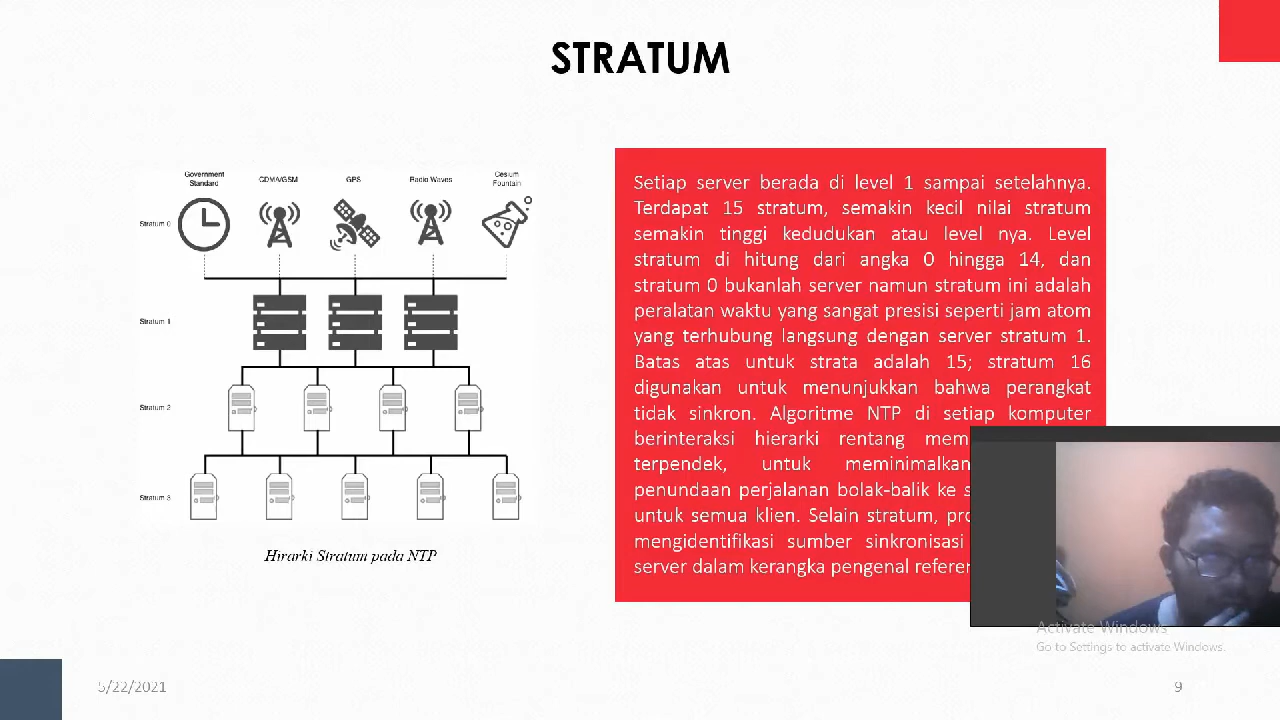 STRATUM
Government
Standard
CDMA/GSM
GPS
Radio Waves
Cesium
Fountain
Stratum 0
Stratum 1
Stratum 2
Stratum 3
Hirarki Stratum pada NTP
Setiap server berada di level 1 sampai setelahnya.
Terdapat 15 stratum, semakin kecil nilai stratum
semakin tinggi kedudukan atau level nya. Level
stratum di hitung dari angka 0 hingga 14, dan
stratum 0 bukanlah server namun stratum ini adalah
peralatan waktu yang sangat presisi seperti jam atom
yang terhubung langsung dengan server stratum 1.
Batas atas untuk strata adalah 15; stratum 16
digunakan untuk menunjukkan bahwa perangkat
tidak sinkron. Algoritme NTP di setiap komputer
berinteraksi hierarki rentang
terpendek, untuk meminimalkan
penundaan perjalanan bolak-balik ke
untuk semua klien. Selain stratum,
mengidentifikasi sumber sinkronisasi
server dalam kerangka pengenal
Activate Windows
Go to Settings to activate Windows.
5/22/2021
9